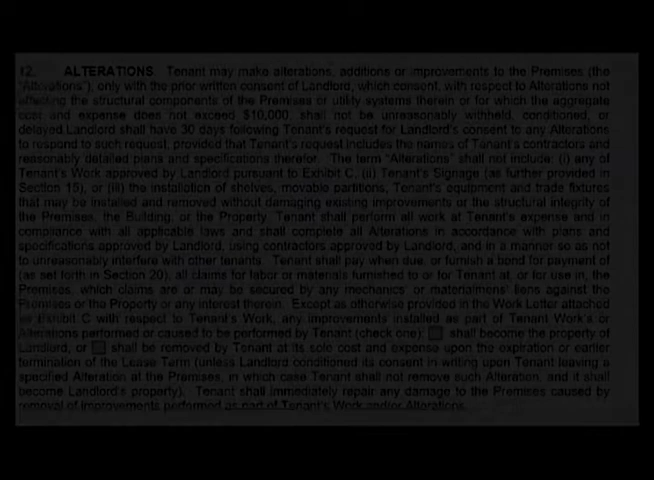 12. ALTERATIONS. Tenant may make alterations, additions or improvements to the Premises (the
"Alterations"), only with the prior written consent of Landlord, which consent, with respect to Alterations not
affecting the structural components of the Premises or utility systems therein or for which the aggregate
cost and expense does not exceed $10,000, shall not be unreasonably withheld, conditioned, or
delayed.Landlord shall have 30 days following Tenant's request for Landlord's consent to any Alterations
to respond to such request, provided that Tenant's request includes the names of Tenant's contractors and
reasonably detailed plans and specifications therefor. The term "Alterations" shall not include: (i) any of
Tenant's Work approved by Landlord pursuant to Exhibit C, (ii) Tenant's Signage (as further provided in
Section 15), or (iii) the installation of shelves, movable partitions, Tenant's equipment and trade fixtures
that may be installed and removed without damaging existing improvements or the structural integrity of
the Premises, the Building, or the Property. Tenant shall perform all work at Tenant's expense and in
compliance with all applicable laws and shall complete all Alterations in accordance with plans and
specifications approved by Landlord, using contractors approved by Landlord, and in a manner so as not
to unreasonably interfere with other tenants. Tenant shall pay when due, or furnish a bond for payment of
(as set forth in Section 20), all claims for labor or materials furnished to or for Tenant at, or for use in, the
Premises, which claims are or may be secured by any mechanics' or materialmens' liens against the
Premises or the Property or any interest therein. Except as otherwise provided in the Work Letter attached
as Exhibit C with respect to Tenant's Work, any improvements installed as part of Tenant Work's or
Alterations performed or caused to be performed by Tenant (check one): shall become the property of
Landlord, or shall be removed by Tenant at its sole cost and expense upon the expiration or earlier
termination of the Lease Term (unless Landlord conditioned its consent in writing upon Tenant leaving a
specified Alteration at the Premises, in which case Tenant shall not remove such Alteration, and it shall
become Landlord's property). Tenant shall immediately repair any damage to the Premises caused by
removal of improvements performed as part of Tenant's Work and/or Alterations.